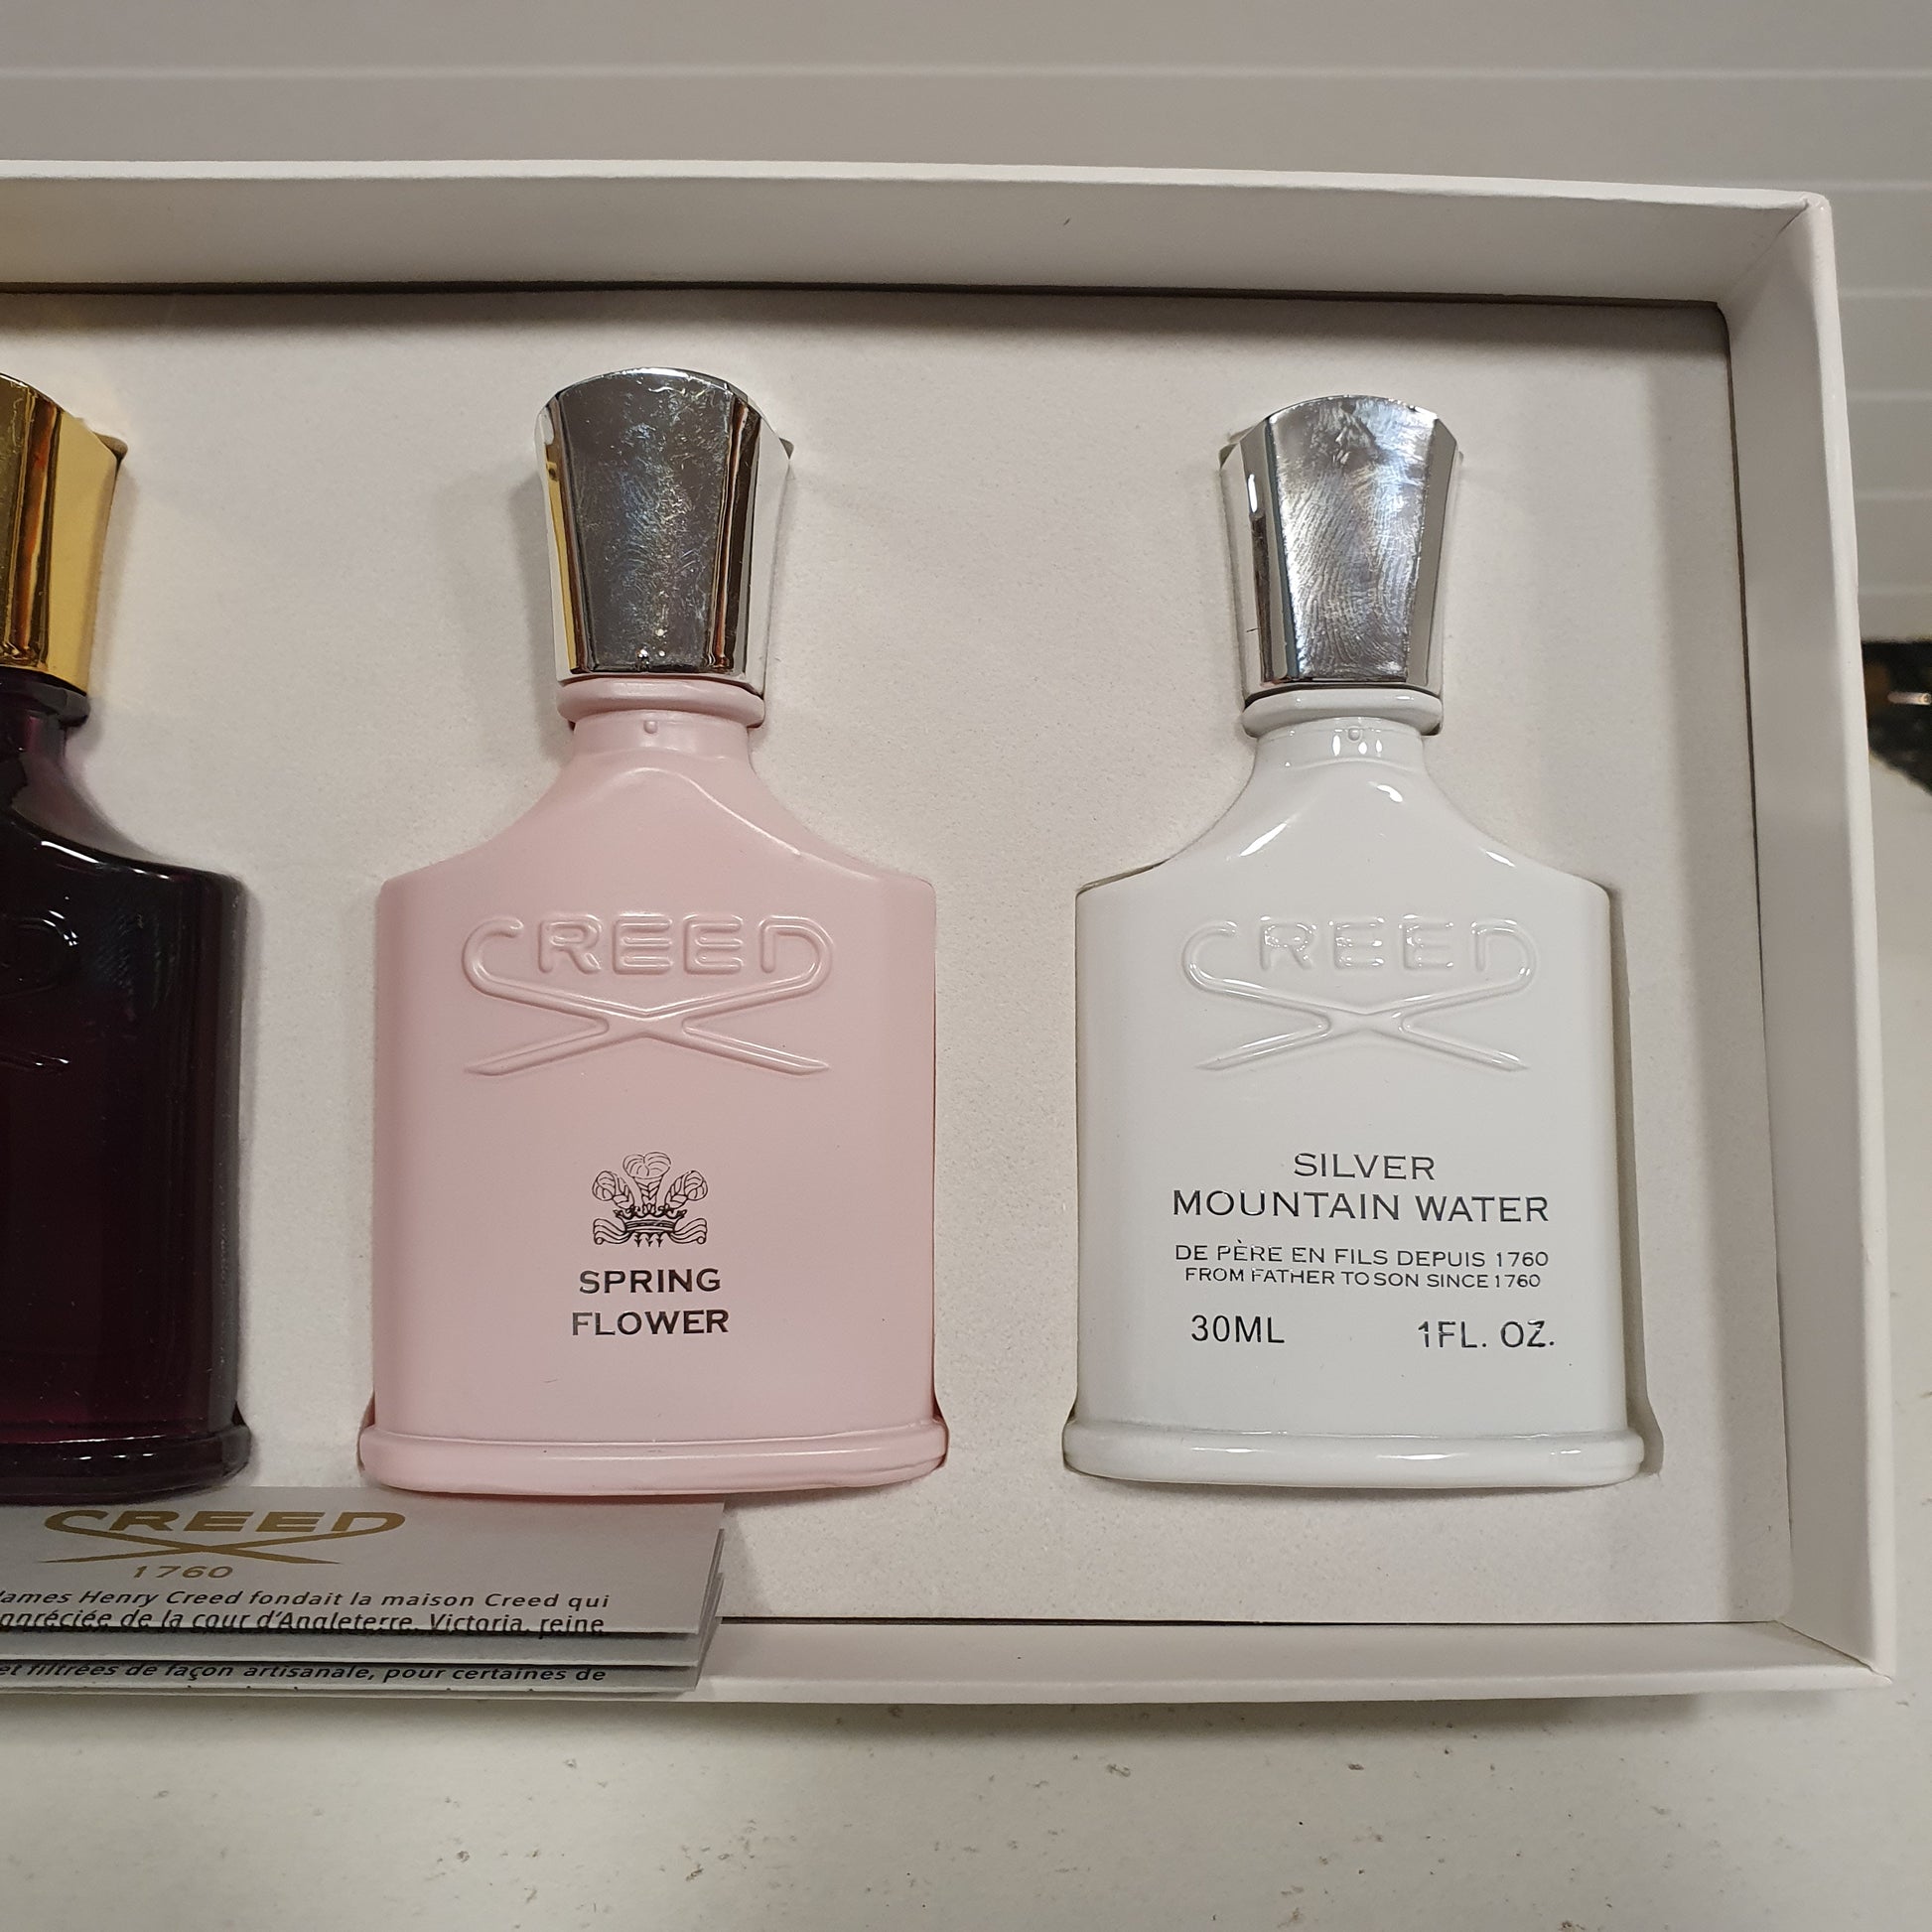 CREED
SPRING
FLOWER
CREED
SILVER
MOUNTAIN WATER
DE PÈRE EN FILS DEPUIS 1760
FROM FATHER TO SON SINCE 1760
30ML 1FL. OZ.
CREED
1760
James Henry Creed fondait la maison Creed qui
appréciée de la cour d'Angleterre. Victoria, reine
et filtrées de façon artisanale, pour certaines de